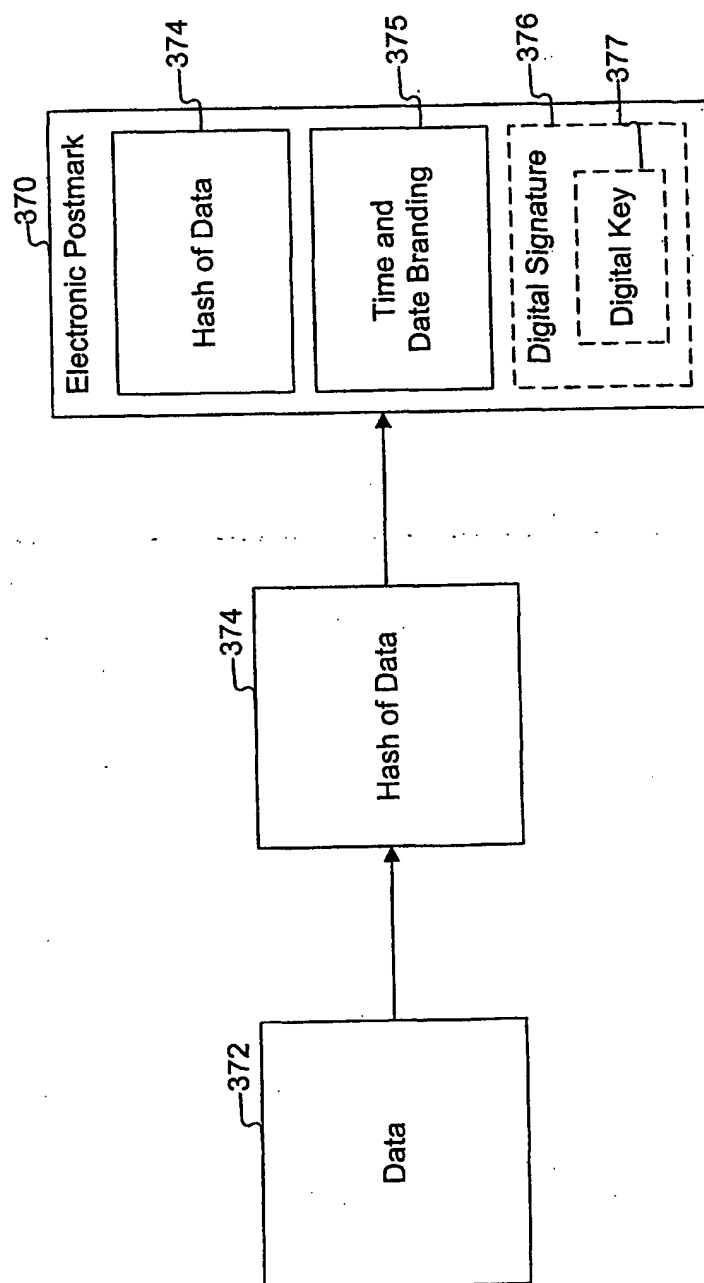 372
Data
374
Hash of Data
370
Electronic Postmark
Hash of Data
374
Time and
Date Branding
375
Digital Signature
376
Digital Key
377